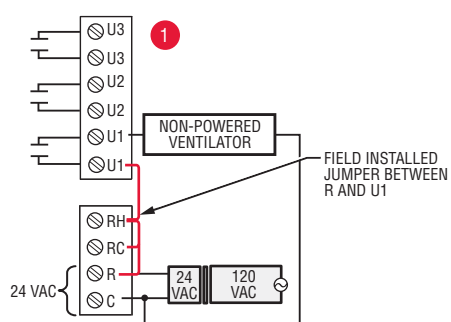 U3
1
U3
U2
U2
U1
NON-POWERED
VENTILATOR
U1
FIELD INSTALLED
JUMPER BETWEEN
R AND U1
RH
RC
R
24 VAC
C
24
VAC
120
VAC